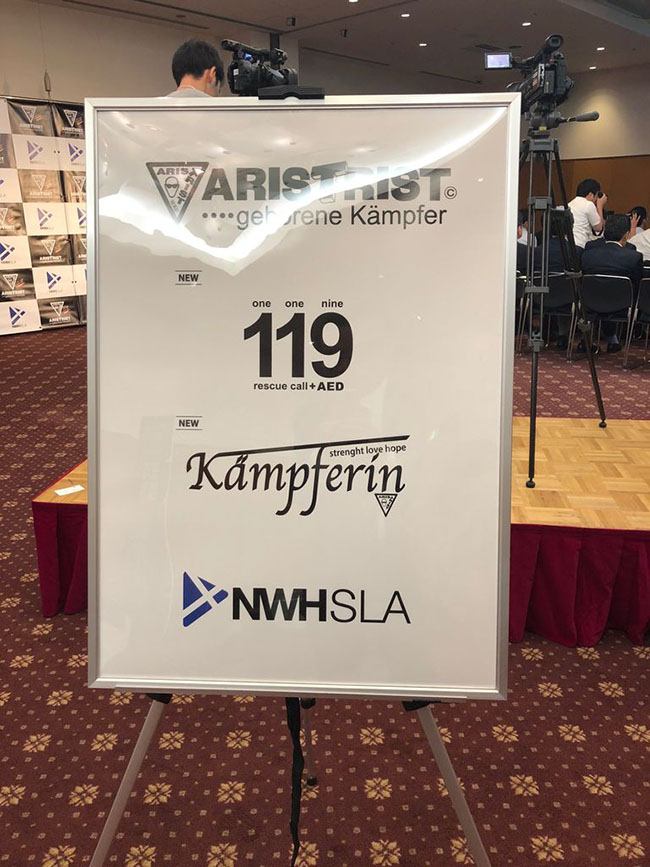 ARISTRIST©
....geborene Kämpfer
NEW
one one nine
119
rescue call+AED
NEW
strenght love hope
Kämpferin
NWHSLA